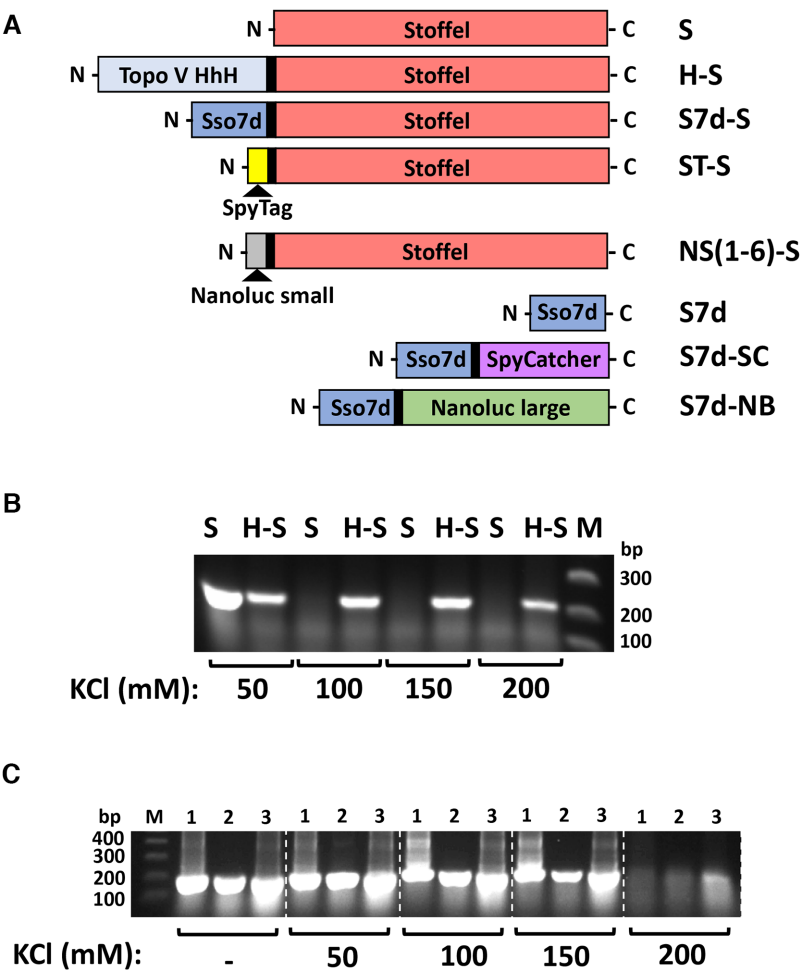 A
N Stoffel C S
N Topo V HhH Stoffel C H-S
N Sso7d Stoffel C S7d-S
N Stoffel C ST-S
SpyTag
N Stoffel C NS(1-6)-S
Nanoluc small
N Sso7d C S7d
N Sso7d SpyCatcher C S7d-SC
N Sso7d Nanoluc large C S7d-NB
B
S H-S S H-S S H-S S H-S M
bp
300
200
100
KCl (mM): 50 100 150 200
C
bp M 1 2 3 1 2 3 1 2 3 1 2 3 1 2 3
400
300
200
100
KCl (mM): - 50 100 150 200